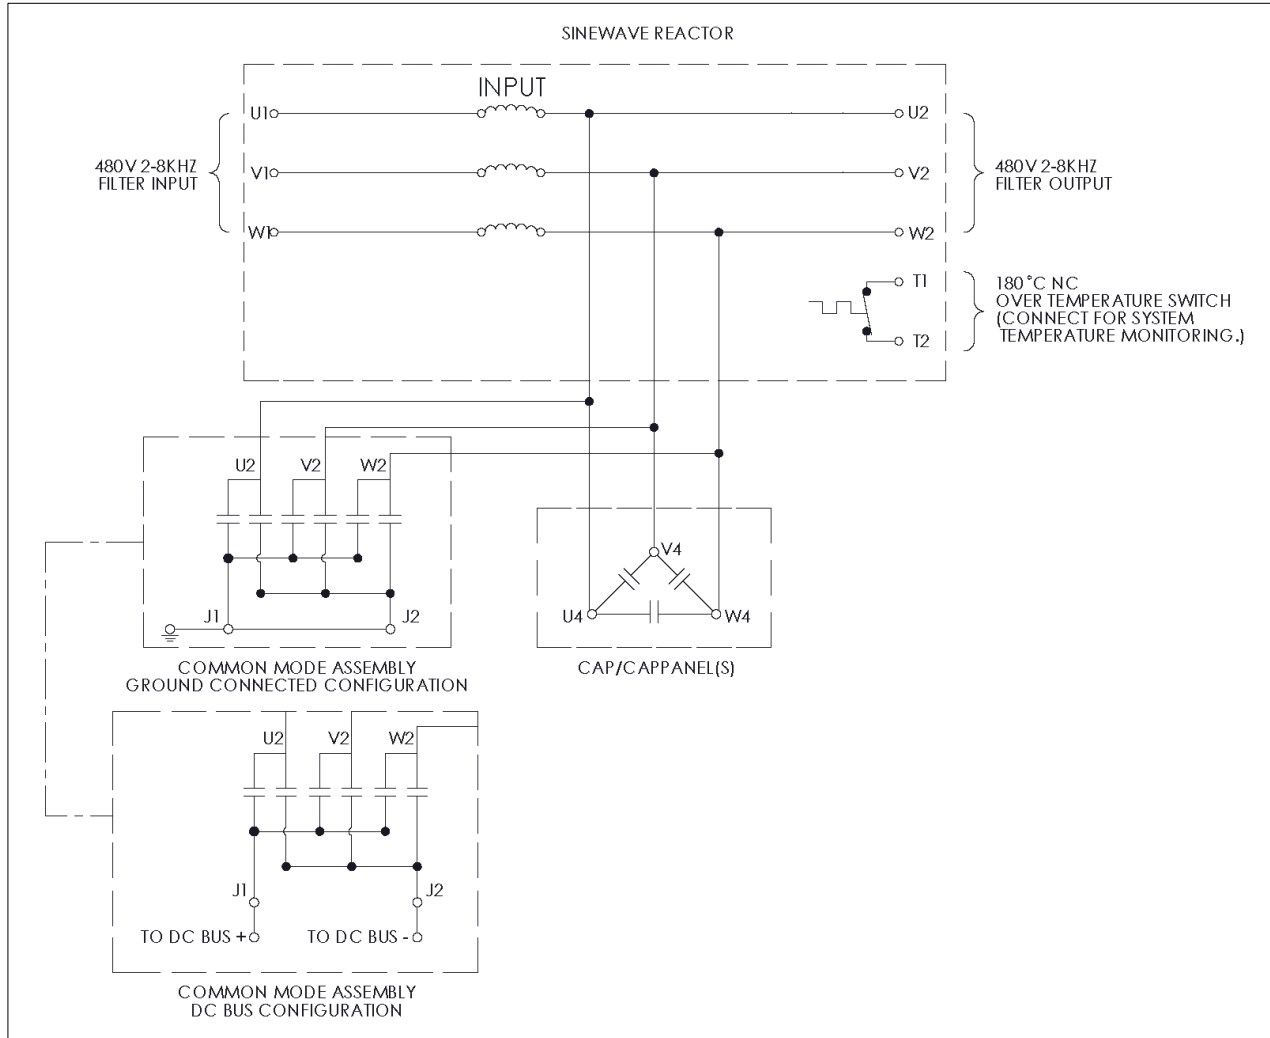 SINEWAVE REACTOR
INPUT
U1
U2
480V 2-8KHZ
FILTER INPUT
V1
V2
480V 2-8KHZ
FILTER OUTPUT
W1
W2
T1
180°C NC
OVER TEMPERATURE SWITCH
(CONNECT FOR SYSTEM
TEMPERATURE MONITORING.)
T2
U2
V2
W2
J1
J2
COMMON MODE ASSEMBLY
GROUND CONNECTED CONFIGURATION
V4
U4
W4
CAP/CAPPANEL(S)
U2
V2
W2
J1
J2
TO DC BUS +
TO DC BUS -
COMMON MODE ASSEMBLY
DC BUS CONFIGURATION